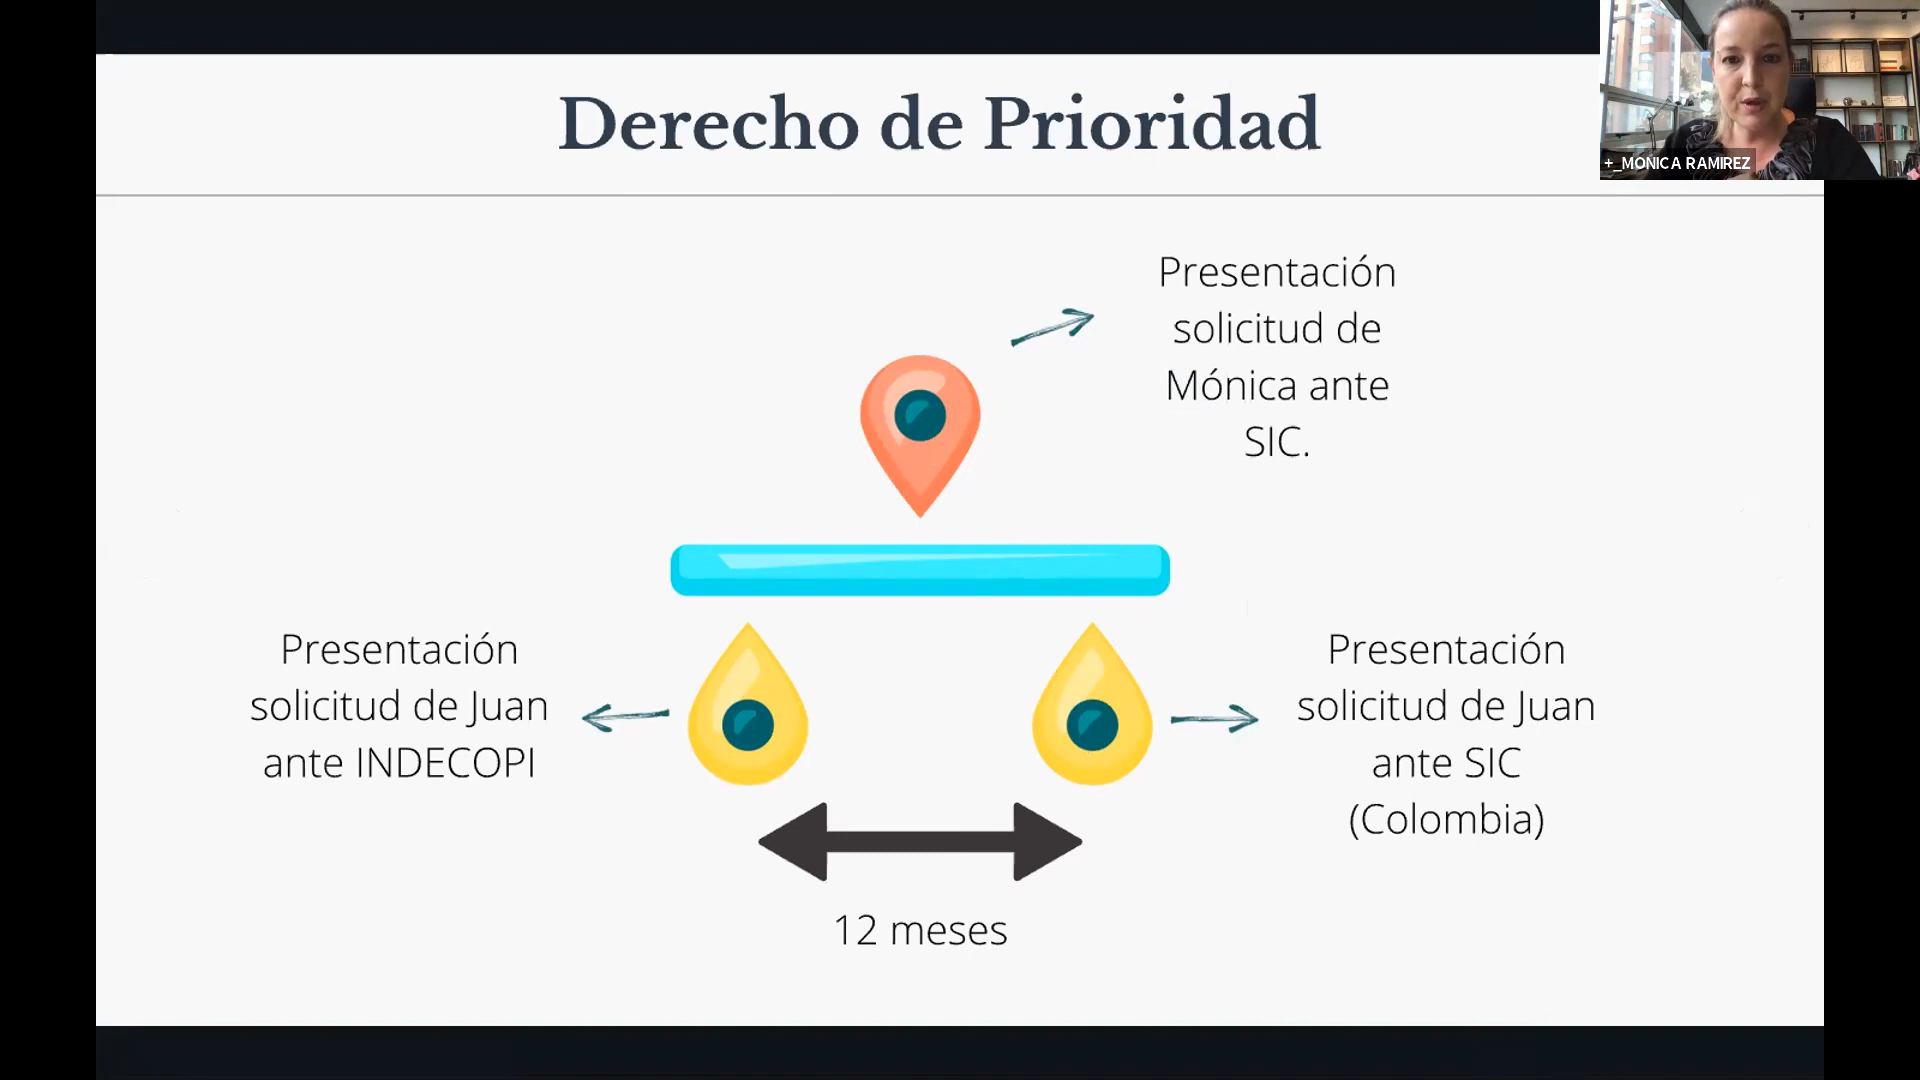 Derecho de Prioridad
+_MONICA RAMIREZ
Presentación
solicitud de
Mónica ante
SIC.
Presentación
solicitud de Juan
ante INDECOPI
Presentación
solicitud de Juan
ante SIC
(Colombia)
12 meses